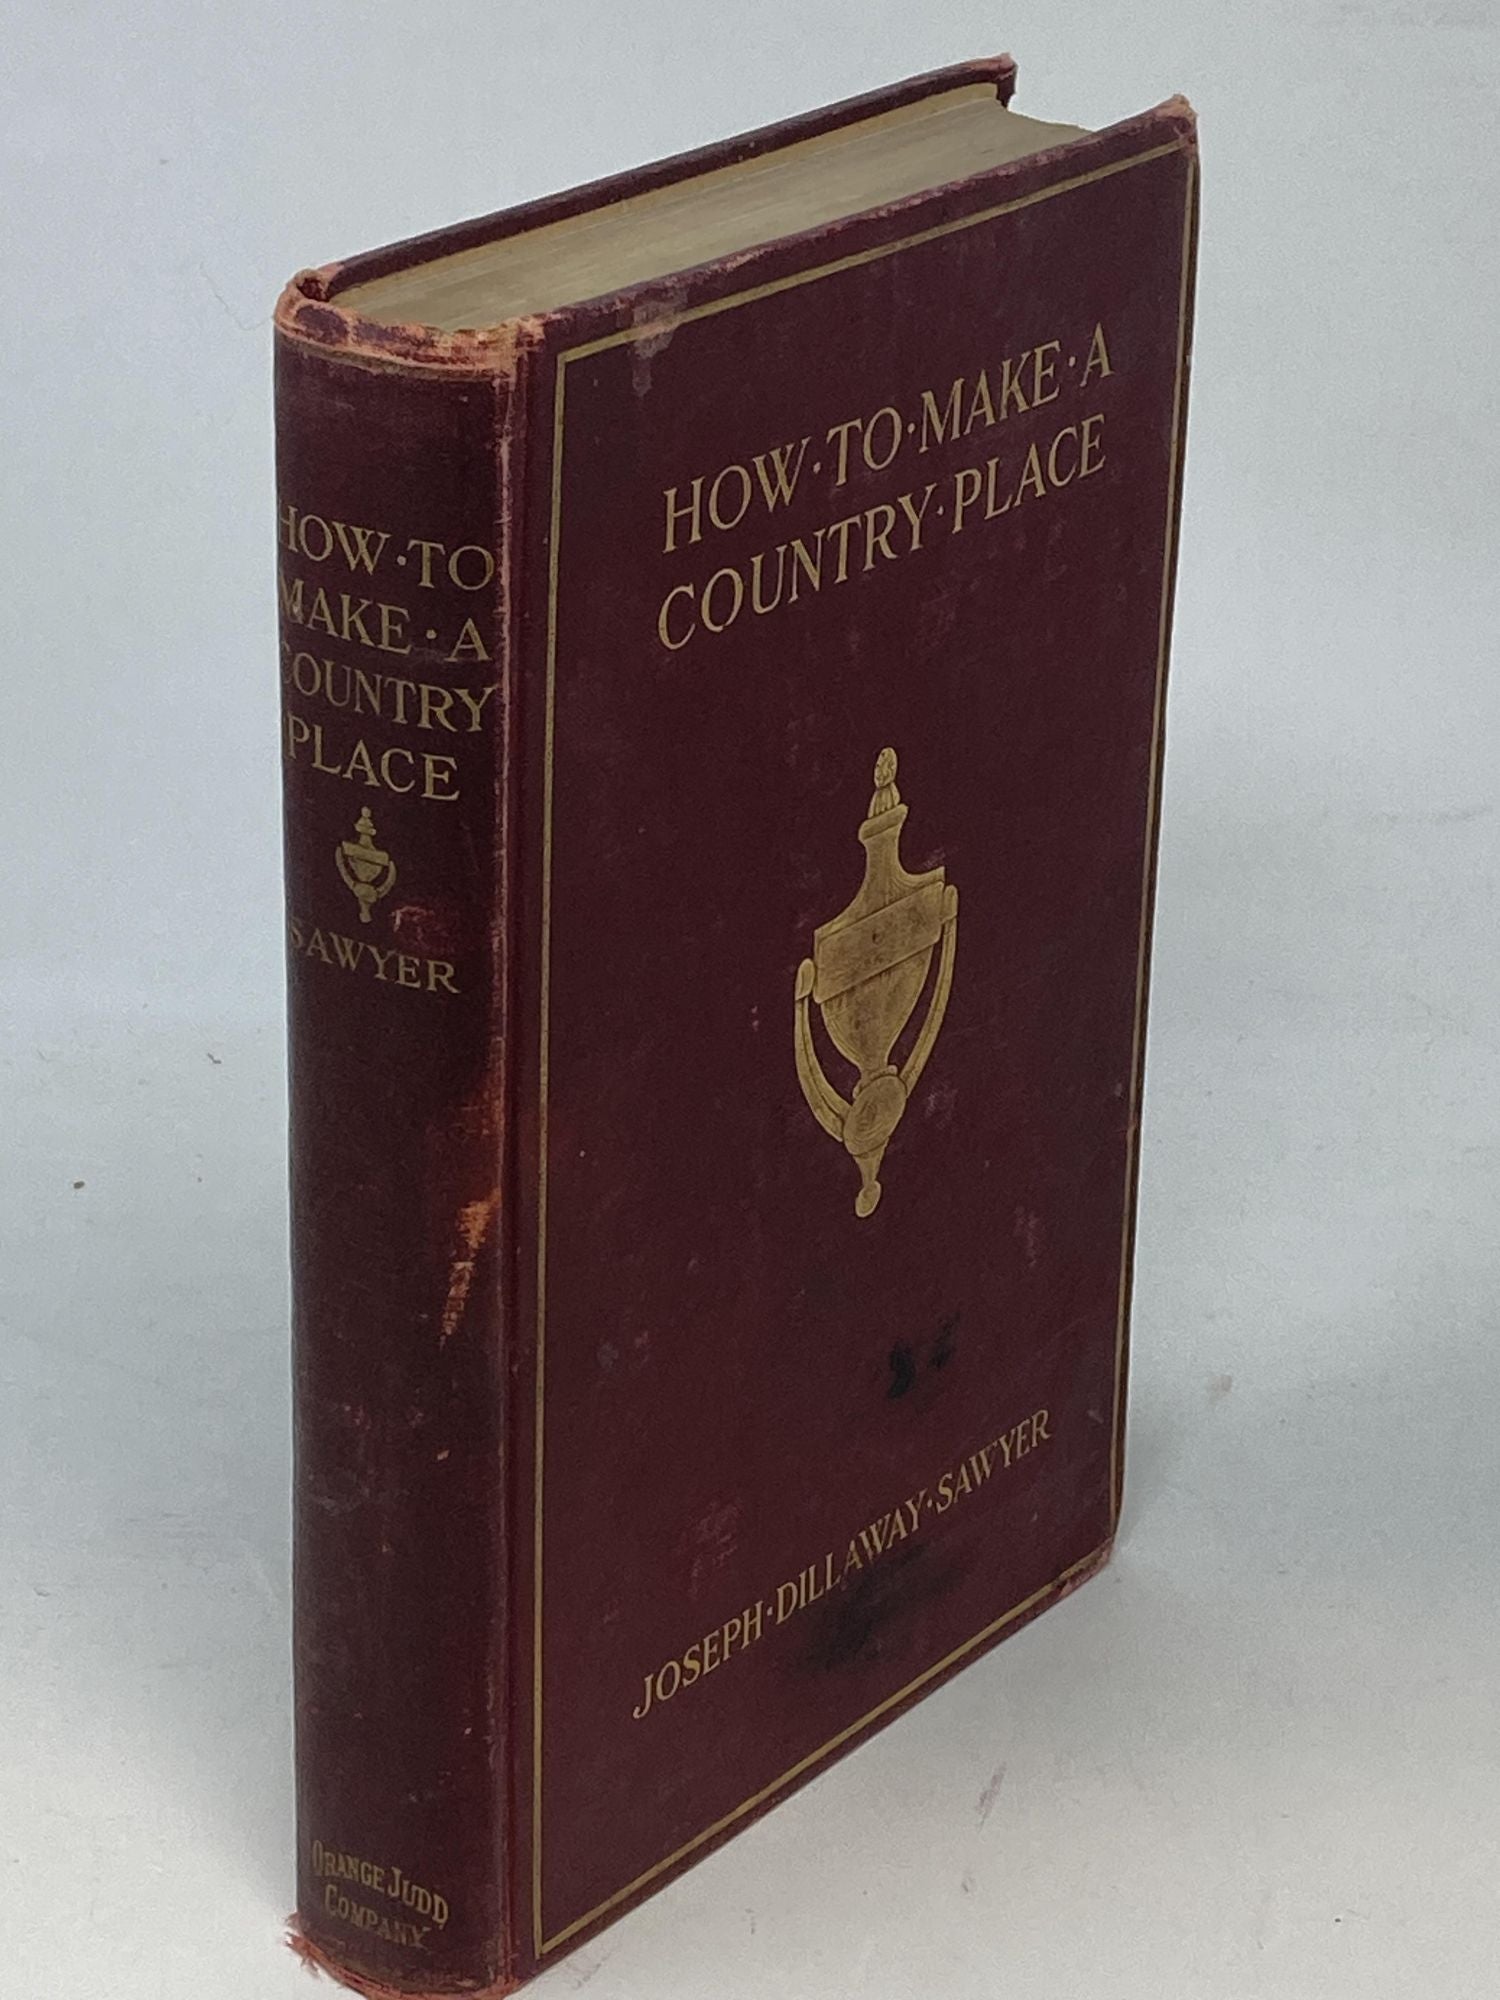 HOW·TO
MAKE·A
COUNTRY
PLACE
SAWYER
ORANGE JUDD
COMPANY
HOW·TO·MAKE·A
COUNTRY·PLACE
JOSEPH·DILLAWAY·SAWYER